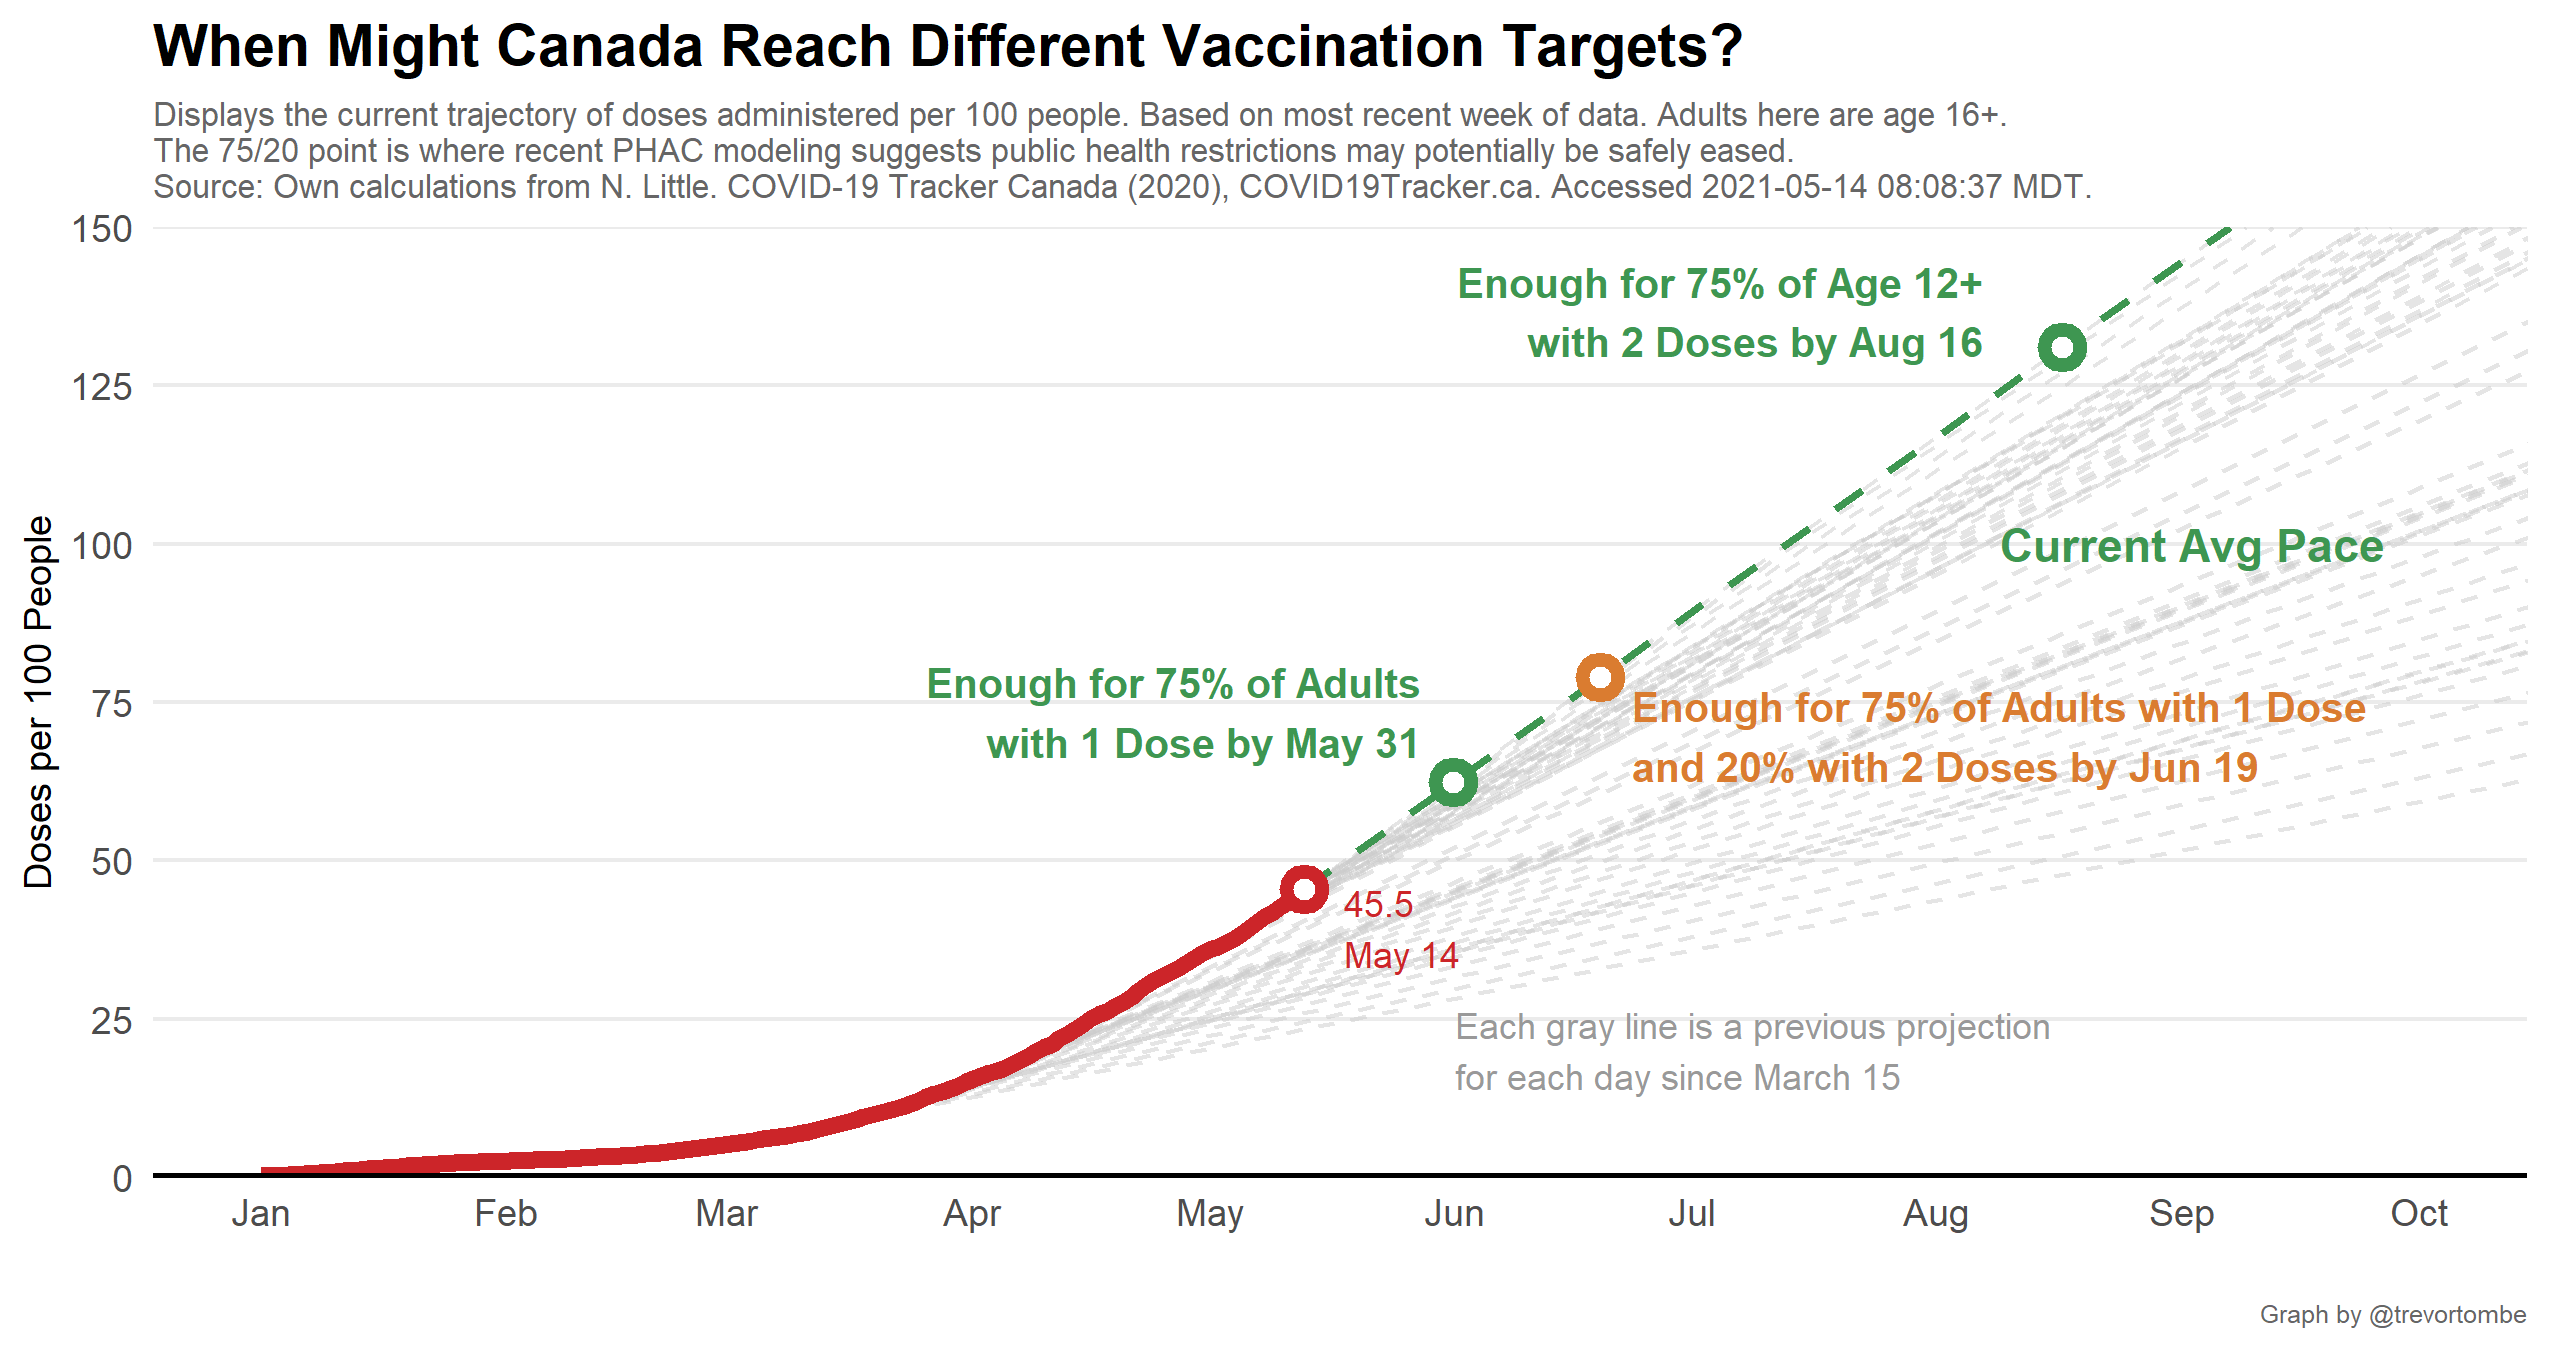 When Might Canada Reach Different Vaccination Targets?
Displays the current trajectory of doses administered per 100 people. Based on most recent week of data. Adults here are age 16+.
The 75/20 point is where recent PHAC modeling suggests public health restrictions may potentially be safely eased.
Source: Own calculations from N. Little. COVID-19 Tracker Canada (2020), COVID19Tracker.ca. Accessed 2021-05-14 08:08:37 MDT.
Doses per 100 People
150
125
100
75
50
25
0
Enough for 75% of Age 12+
with 2 Doses by Aug 16
Current Avg Pace
Enough for 75% of Adults
with 1 Dose by May 31
Enough for 75% of Adults with 1 Dose
and 20% with 2 Doses by Jun 19
45.5
May 14
Each gray line is a previous projection
for each day since March 15
Jan Feb Mar Apr May Jun Jul Aug Sep Oct
Graph by @trevortombe